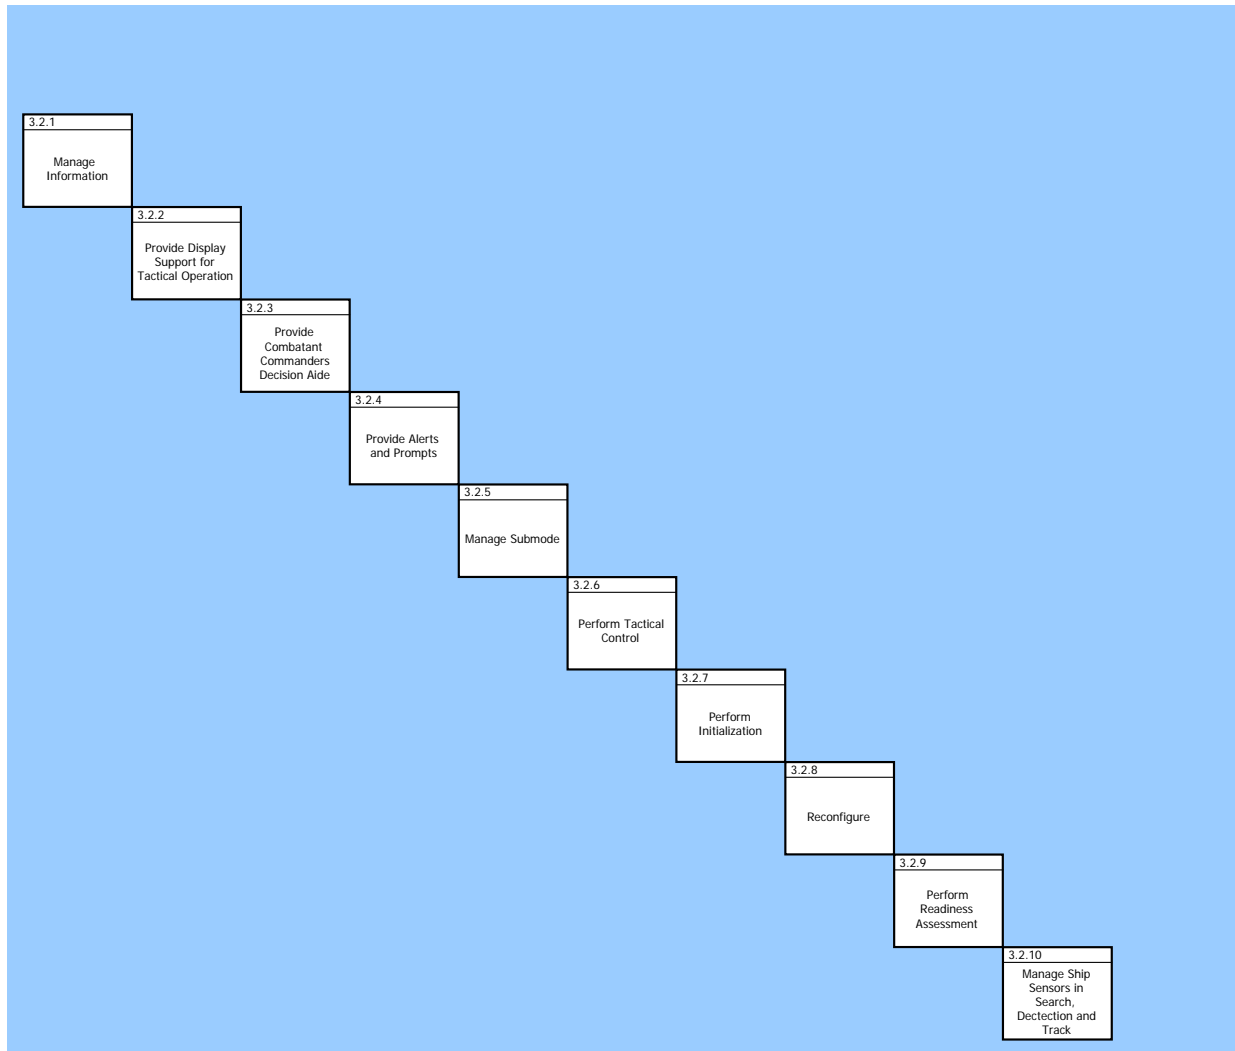 3.2.1
Manage
Information
3.2.2
Provide Display
Support for
Tactical Operation
3.2.3
Provide
Combatant
Commanders
Decision Aide
3.2.4
Provide Alerts
and Prompts
3.2.5
Manage Submode
3.2.6
Perform Tactical
Control
3.2.7
Perform
Initialization
3.2.8
Reconfigure
3.2.9
Perform
Readiness
Assessment
3.2.10
Manage Ship
Sensors in
Search,
Dectection and
Track